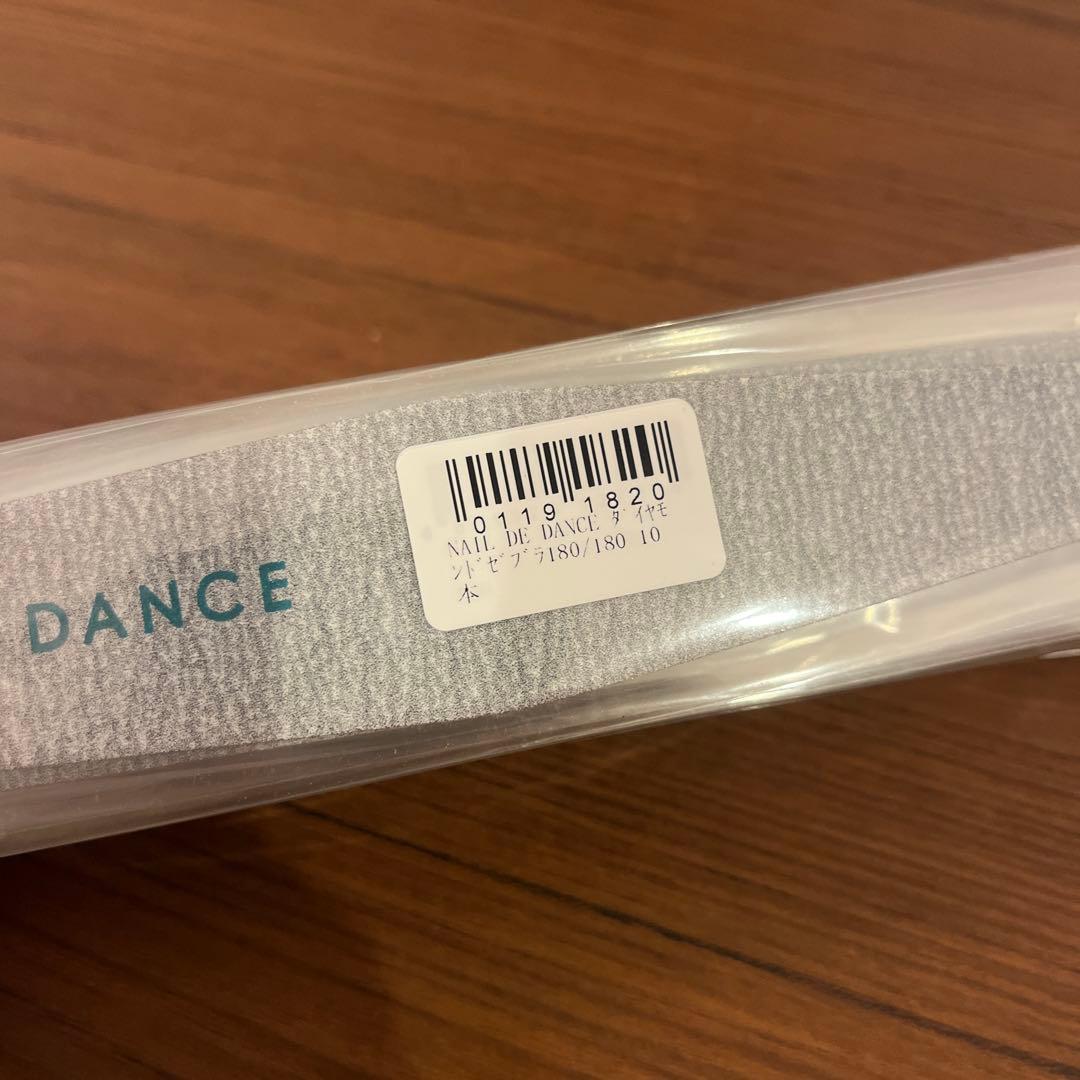 DANCE
0119 1820
NAIL DE DANCE ﾀﾞｲﾔﾓ
ﾝﾄﾞｾﾞﾌﾞﾗ180/180 10
本